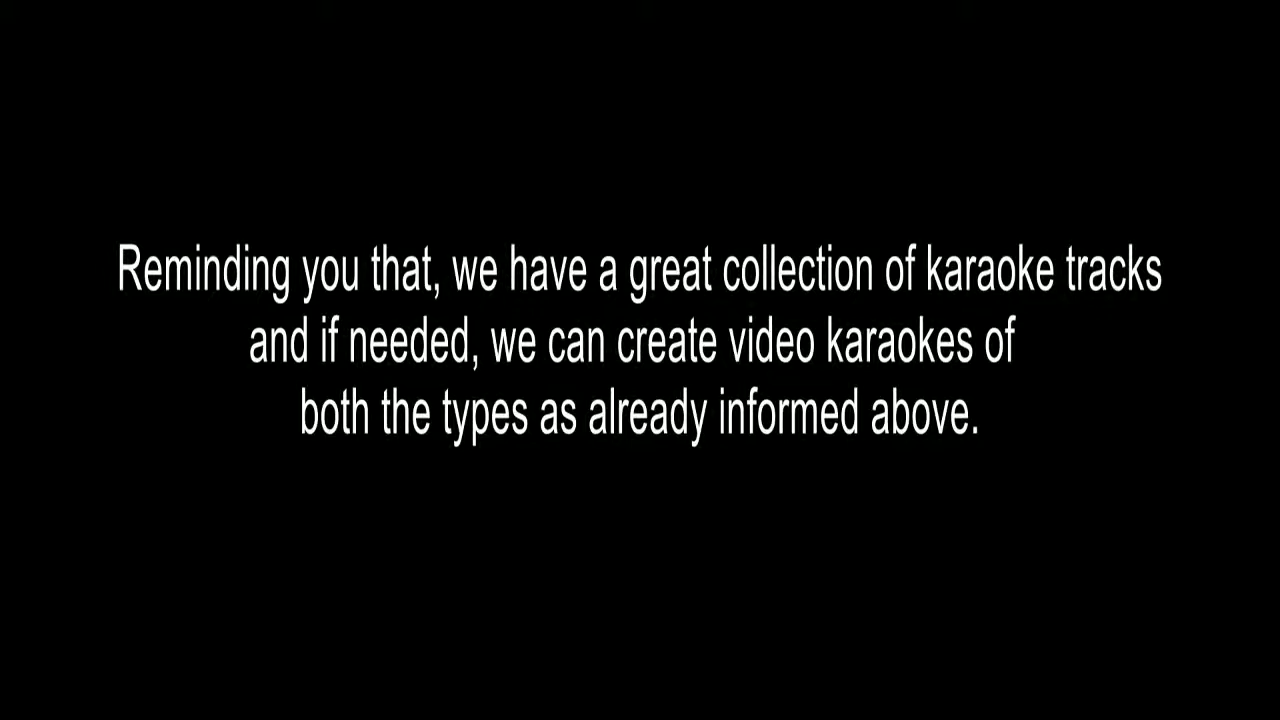 Reminding you that, we have a great collection of karaoke tracks
and if needed, we can create video karaokes of
both the types as already informed above.